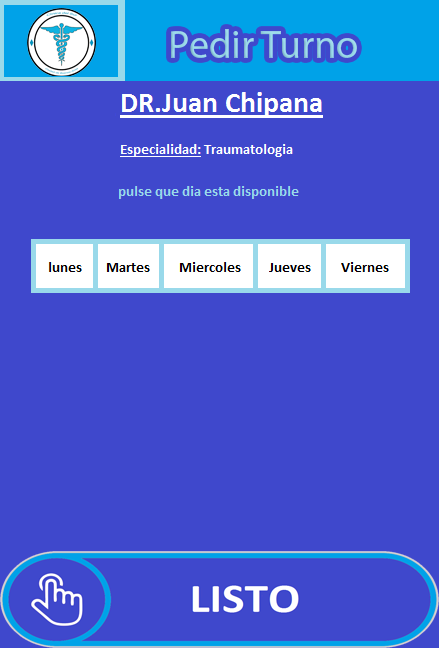 Pedir Turno
DR.Juan Chipana
Especialidad: Traumatologia
pulse que dia esta disponible
lunes Martes Miercoles Jueves Viernes
LISTO